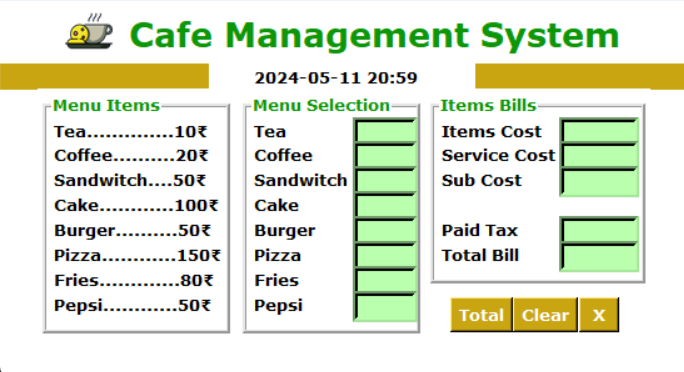 Cafe Management System
2024-05-11 20:59
Menu Items
Tea..............10₹
Coffee..........20₹
Sandwitch....50₹
Cake............100₹
Burger..........50₹
Pizza............150₹
Fries.............80₹
Pepsi............50₹
Menu Selection
Tea
Coffee
Sandwitch
Cake
Burger
Pizza
Fries
Pepsi
Items Bills
Items Cost
Service Cost
Sub Cost
Paid Tax
Total Bill
Total Clear X